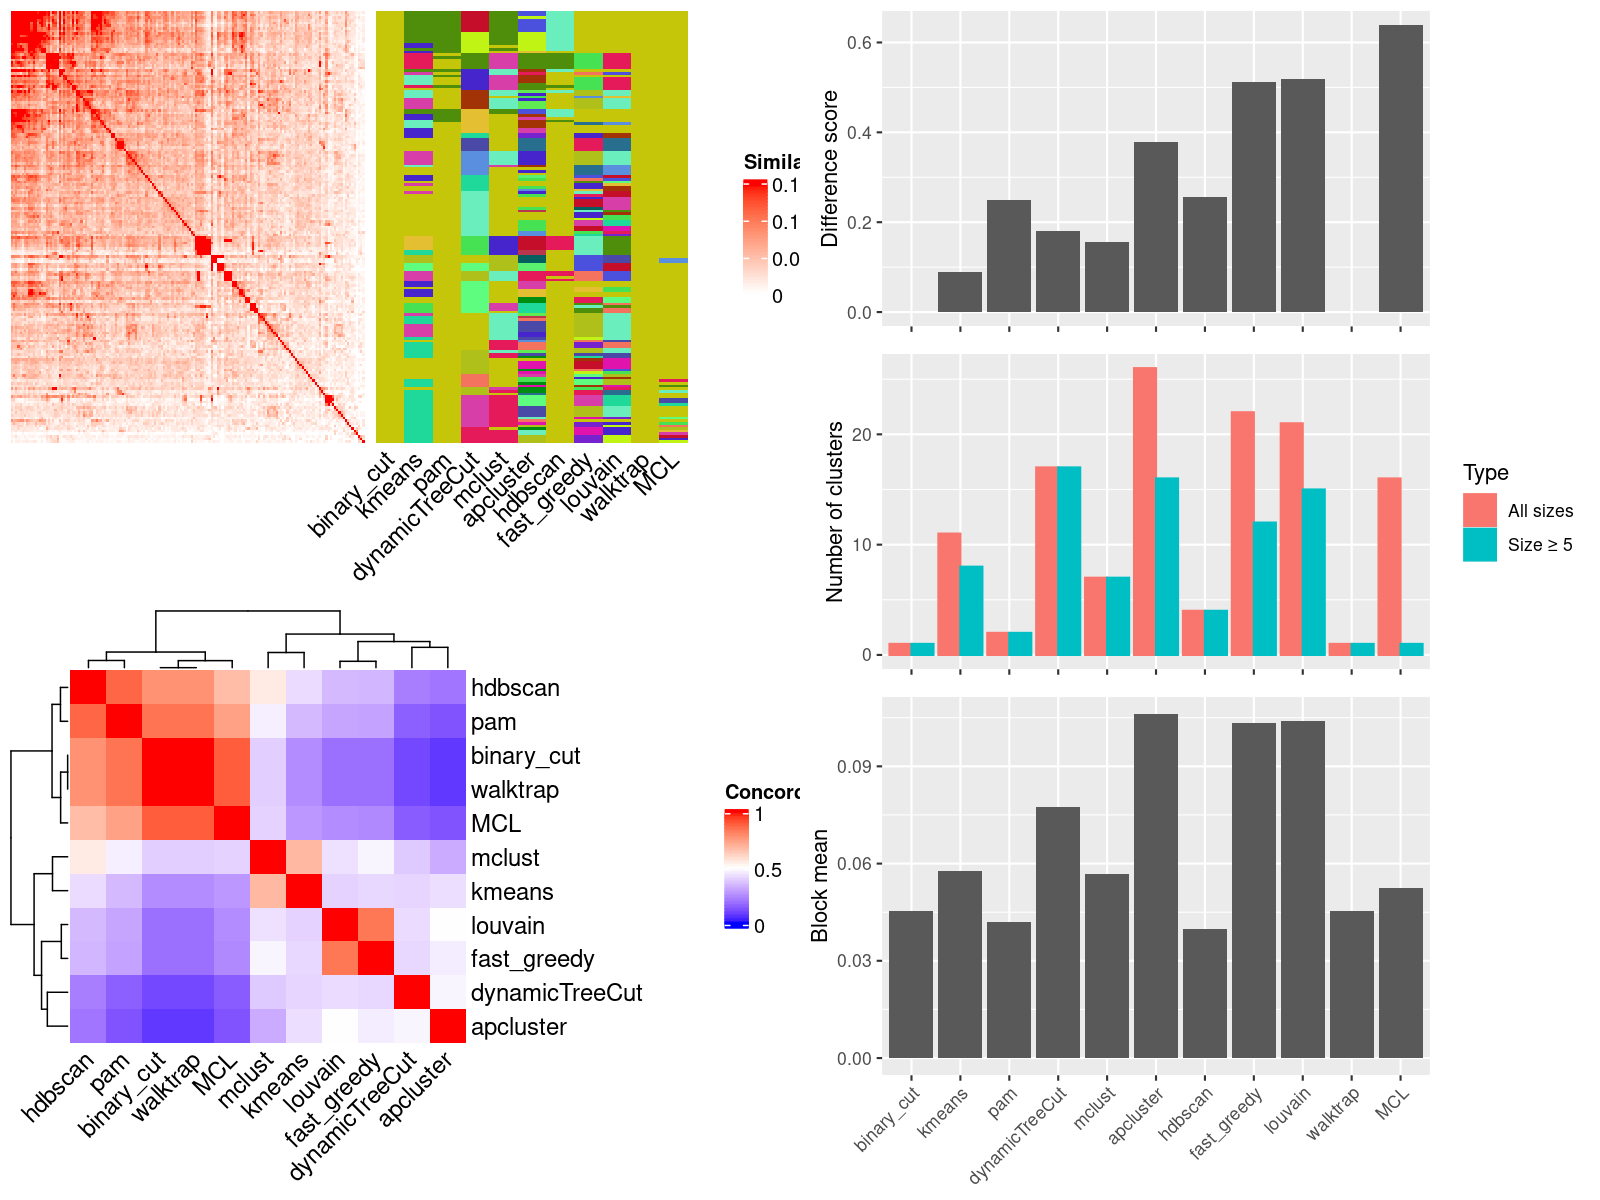 Simila
0.1
0.1
0.0
0
binary_cut
kmeans
pam
dynamicTreeCut
mclust
apcluster
hdbscan
fast_greedy
louvain
walktrap
MCL
hdbscan
pam
binary_cut
walktrap
MCL
mclust
kmeans
louvain
fast_greedy
dynamicTreeCut
apcluster
hdbscan
pam
binary_cut
walktrap
MCL
mclust
kmeans
louvain
fast_greedy
dynamicTreeCut
apcluster
Concord
1
0.5
0
Difference score
0.6
0.4
0.2
0.0
Number of clusters
20
10
0
Type
All sizes
Size ≥ 5
Block mean
0.09
0.06
0.03
0.00
binary_cut
kmeans
pam
dynamicTreeCut
mclust
apcluster
hdbscan
fast_greedy
louvain
walktrap
MCL